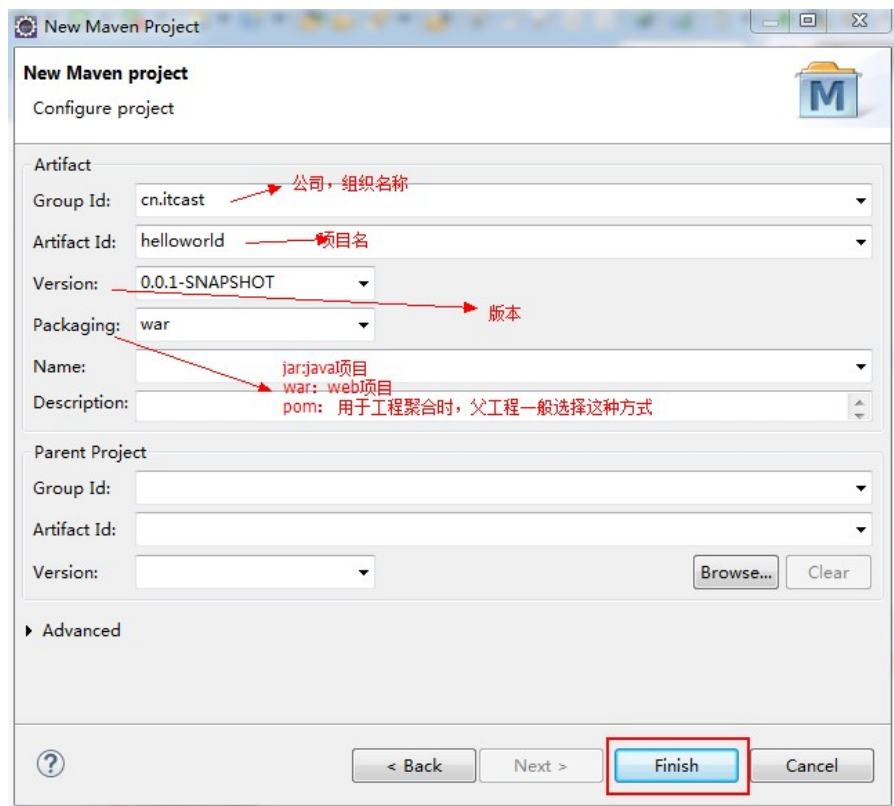 New Maven Project
New Maven project
Configure project
M
Artifact
Group Id: cn.itcast 公司，组织名称
Artifact Id: helloworld 项目名
Version: 0.0.1-SNAPSHOT
版本
Packaging: war
Name: jar:java项目
war：web项目
Description: pom： 用于工程聚合时，父工程一般选择这种方式
Parent Project
Group Id:
Artifact Id:
Version: Browse... Clear
Advanced
? < Back Next > Finish Cancel